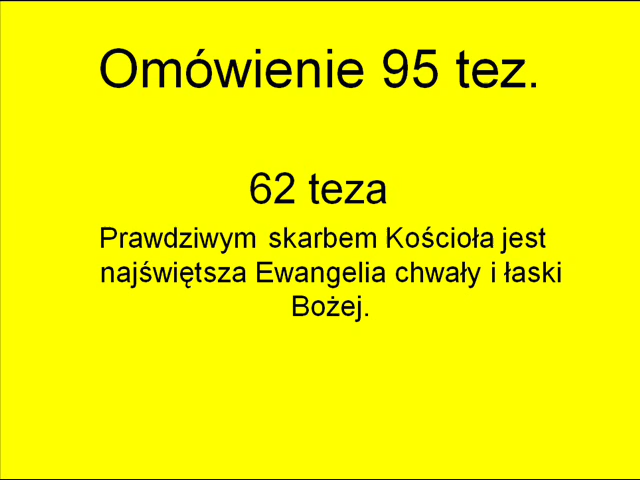 Omówienie 95 tez.
62 teza
Prawdziwym skarbem Kościoła jest
najświętsza Ewangelia chwały i łaski
Bożej.